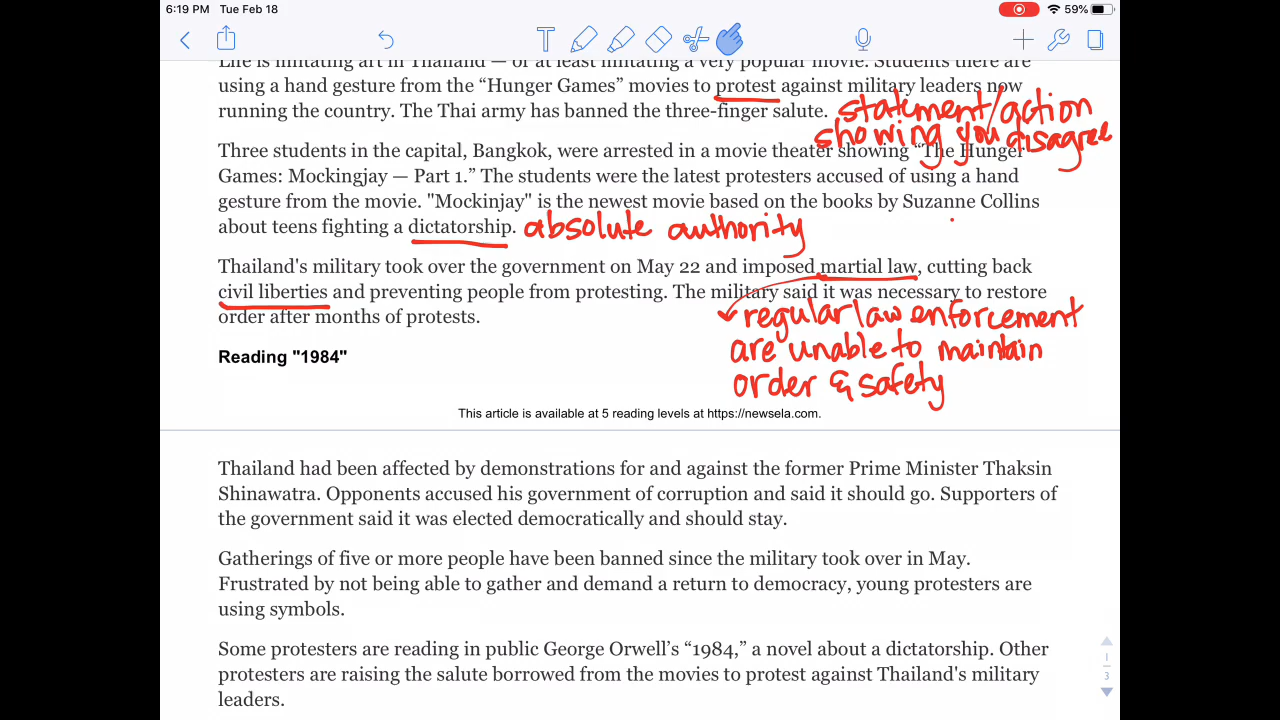 6:19 PM Tue Feb 18
59%
Life is imitating art in Thailand — or at least imitating a very popular movie. Students there are
using a hand gesture from the “Hunger Games” movies to protest against military leaders now
running the country. The Thai army has banned the three-finger salute.
statement/action
showing you disagree
Three students in the capital, Bangkok, were arrested in a movie theater showing “The Hunger
Games: Mockingjay — Part 1.” The students were the latest protesters accused of using a hand
gesture from the movie. "Mockinjay" is the newest movie based on the books by Suzanne Collins
about teens fighting a dictatorship. absolute authority
Thailand's military took over the government on May 22 and imposed martial law, cutting back
civil liberties and preventing people from protesting. The military said it was necessary to restore
order after months of protests.
regular law enforcement
are unable to maintain
order & safety
Reading "1984"
This article is available at 5 reading levels at https://newsela.com.
Thailand had been affected by demonstrations for and against the former Prime Minister Thaksin
Shinawatra. Opponents accused his government of corruption and said it should go. Supporters of
the government said it was elected democratically and should stay.
Gatherings of five or more people have been banned since the military took over in May.
Frustrated by not being able to gather and demand a return to democracy, young protesters are
using symbols.
Some protesters are reading in public George Orwell’s “1984,” a novel about a dictatorship. Other
protesters are raising the salute borrowed from the movies to protest against Thailand's military
leaders.
1
3